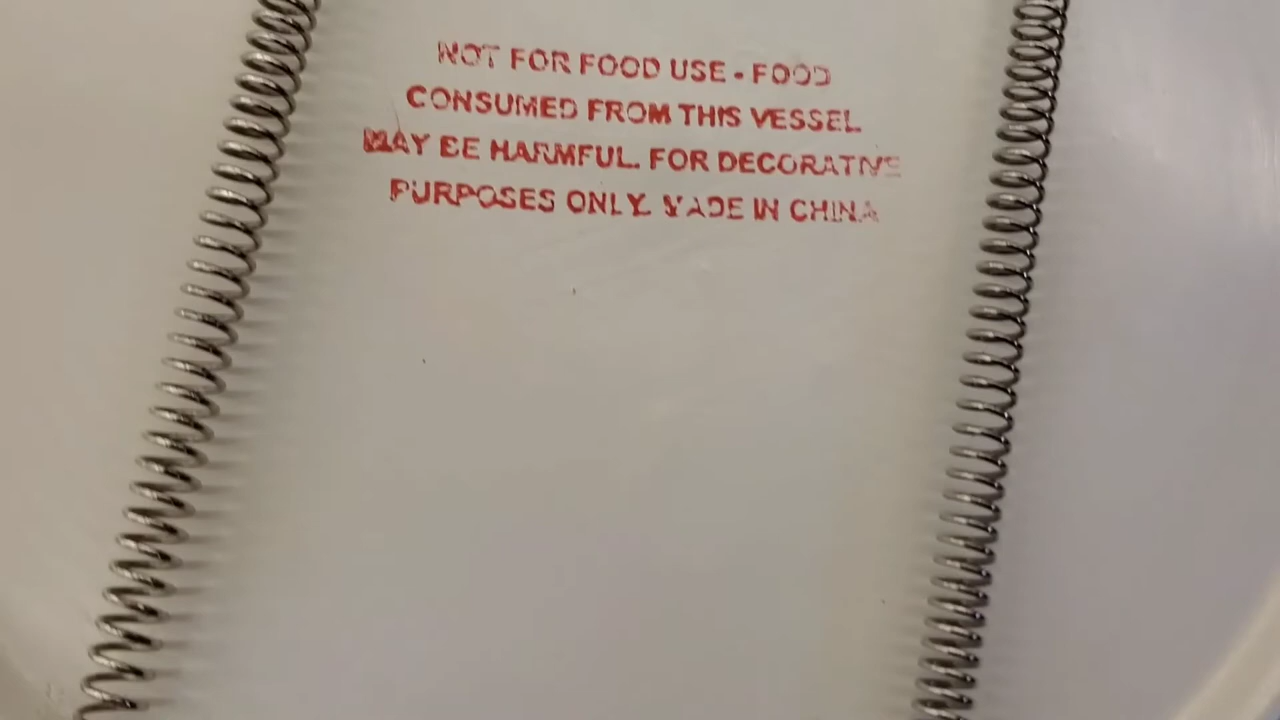 NOT FOR FOOD USE - FOOD
CONSUMED FROM THIS VESSEL
MAY BE HARMFUL. FOR DECORATIVE
PURPOSES ONLY. MADE IN CHINA